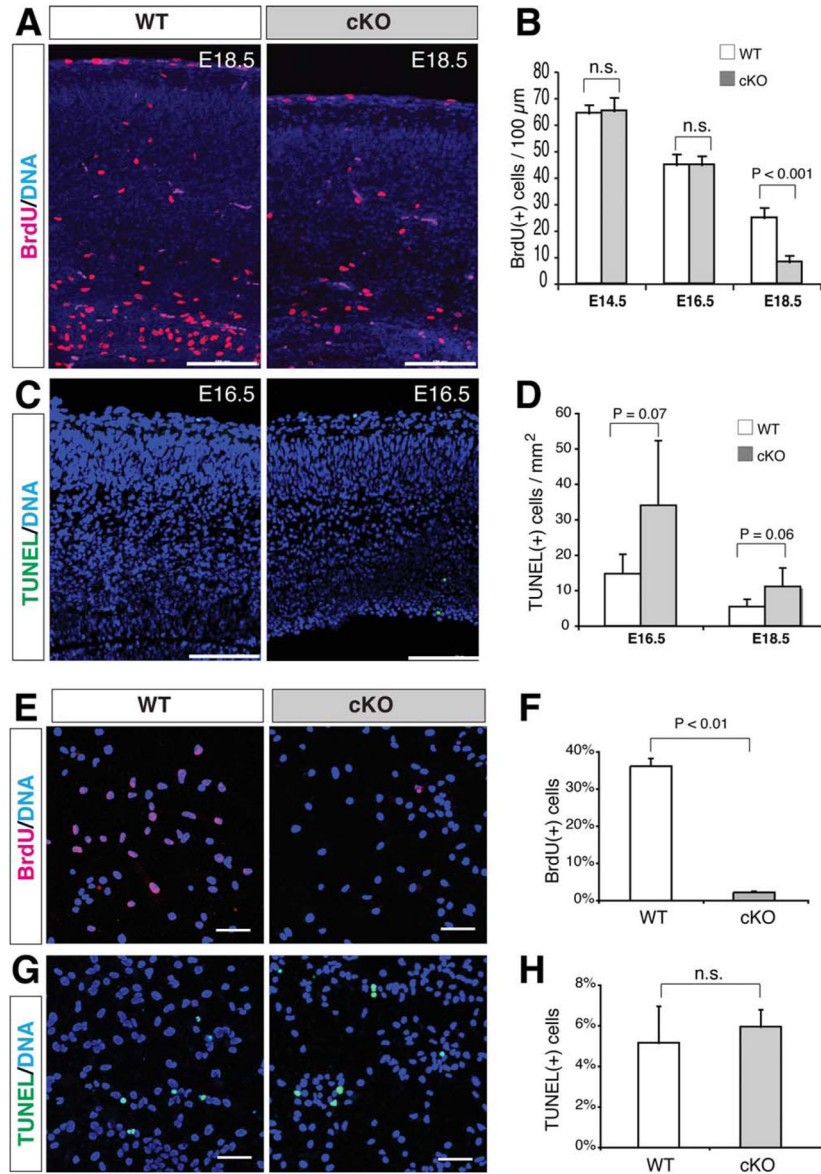 A
WT
cKO
BrdU/DNA
E18.5
E18.5
B
WT
cKO
BrdU(+) cells / 100 µm
70
60
50
40
30
20
10
0
n.s.
n.s.
P < 0.001
E14.5
E16.5
E18.5
C
TUNEL/DNA
E16.5
E16.5
D
WT
cKO
TUNEL(+) cells / mm²
60
50
40
30
20
10
0
P = 0.07
P = 0.06
E16.5
E18.5
E
WT
cKO
BrdU/DNA
F
P < 0.01
BrdU(+) cells
40%
30%
20%
10%
0%
WT
cKO
G
TUNEL/DNA
H
n.s.
TUNEL(+) cells
8%
6%
4%
2%
0%
WT
cKO